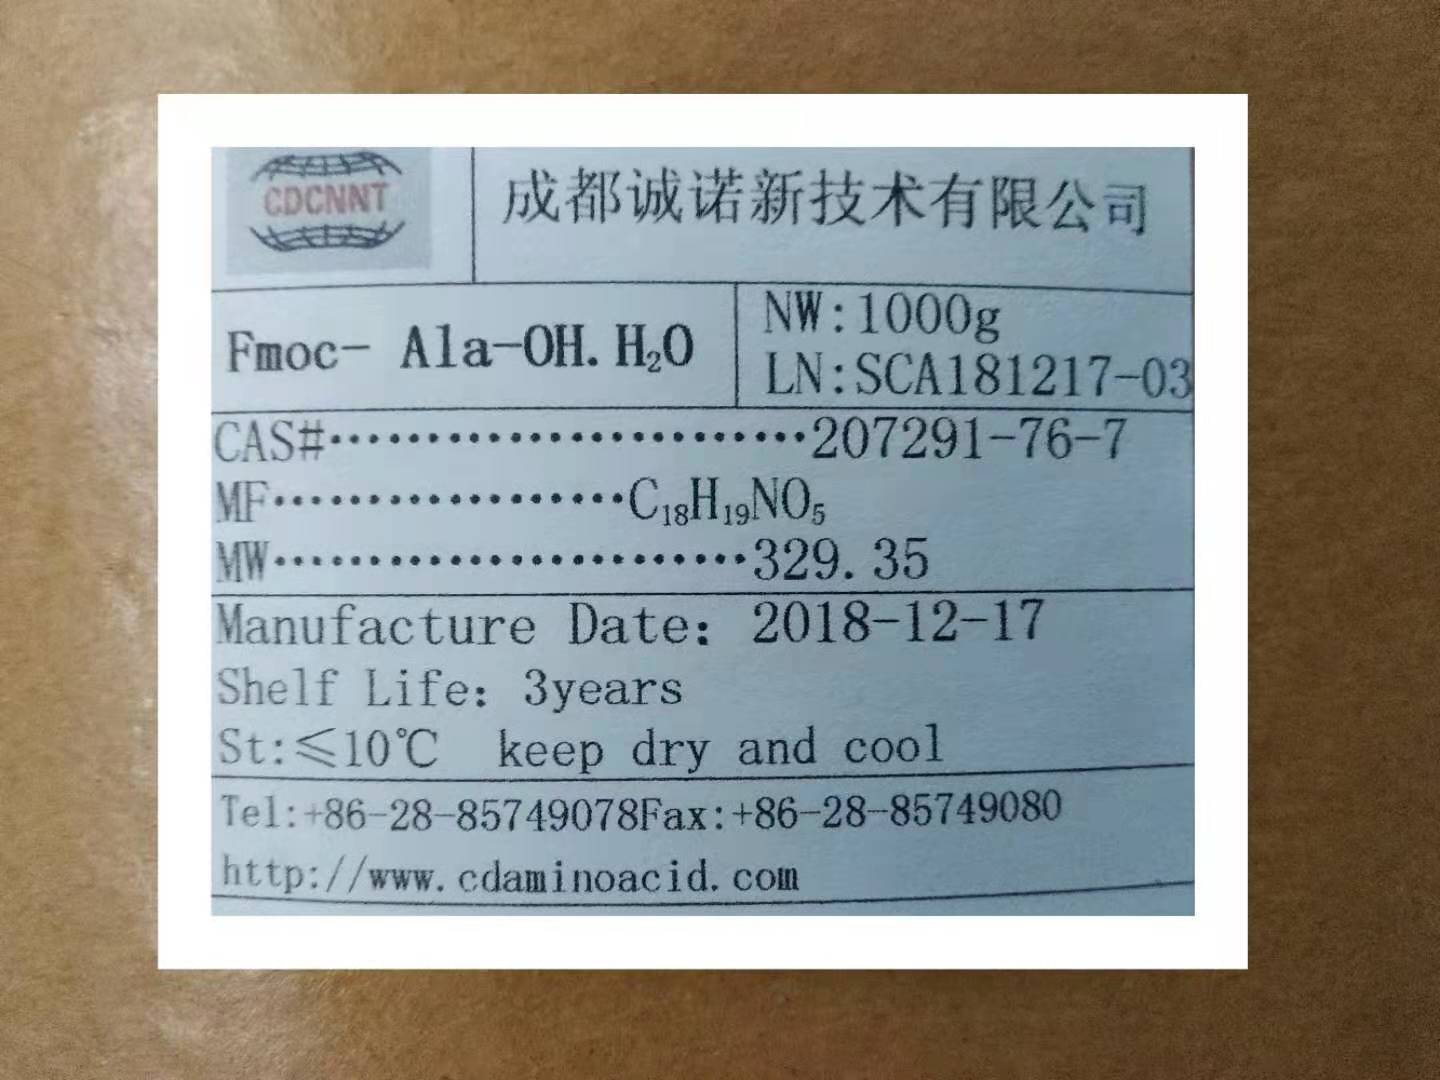 CDCNNT
成都诚诺新技术有限公司
Fmoc- Ala-OH. H₂O
NW:1000g
LN:SCA181217-03
CAS#························207291-76-7
MF··················C₁₈H₁₉NO₅
MW························329.35
Manufacture Date: 2018-12-17
Shelf Life: 3years
St:≤10℃ keep dry and cool
Tel:+86-28-85749078Fax:+86-28-85749080
http://www.cdaminoacid.com